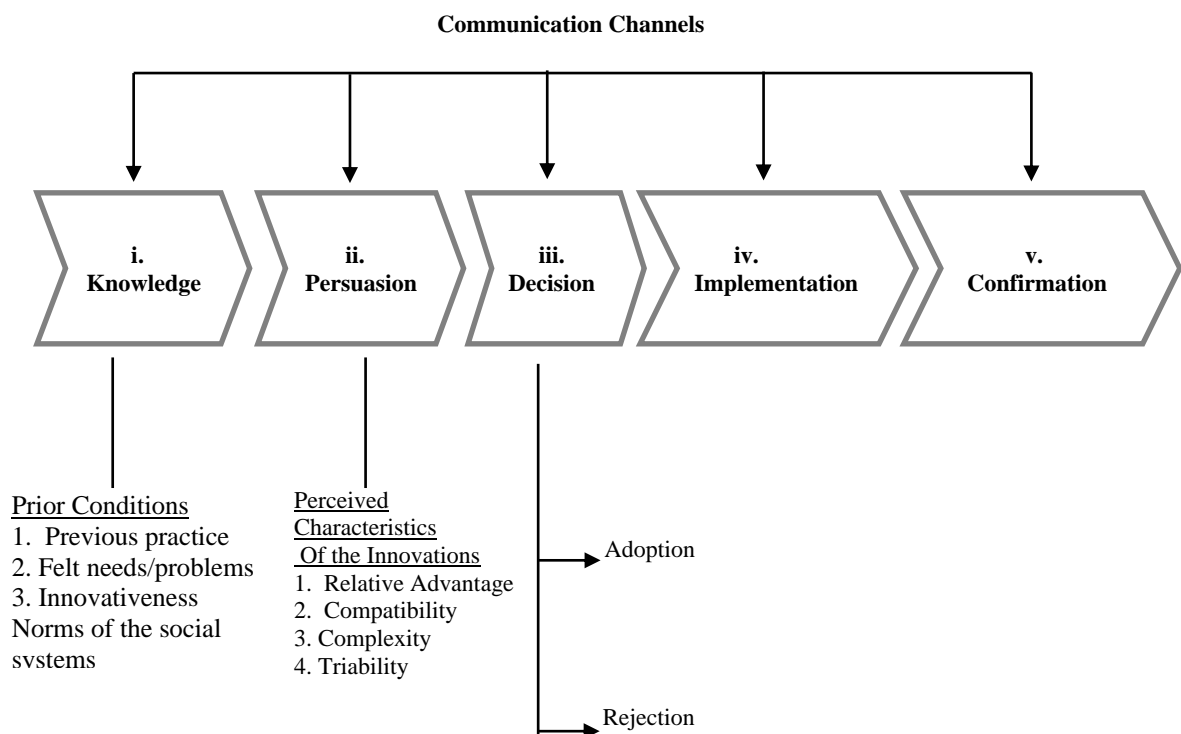 Communication Channels
i.
Knowledge
ii.
Persuasion
iii.
Decision
iv.
Implementation
v.
Confirmation
Prior Conditions
1. Previous practice
2. Felt needs/problems
3. Innovativeness
Norms of the social
systems
Perceived
Characteristics
Of the Innovations
1. Relative Advantage
2. Compatibility
3. Complexity
4. Triability
Adoption
Rejection